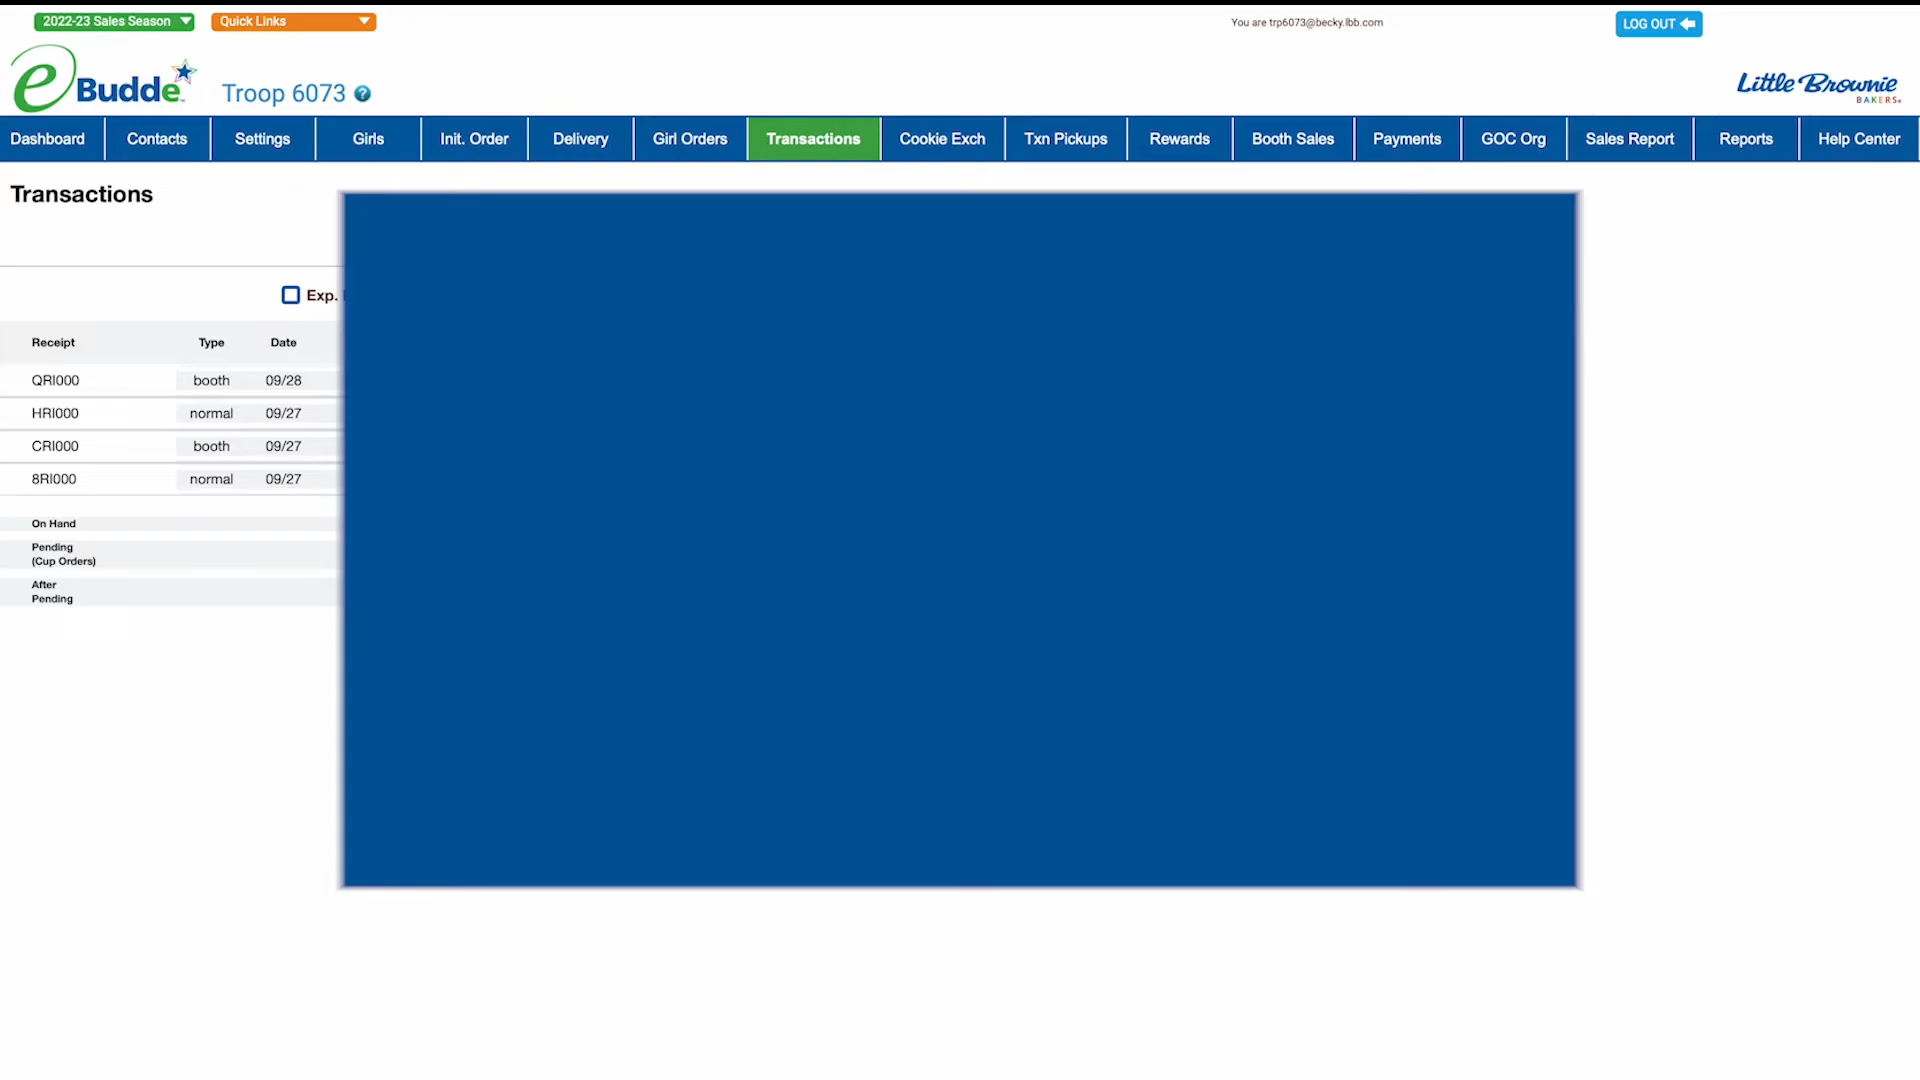 2022-23 Sales Season
Quick Links
You are trp6073@becky.lbb.com
LOG OUT
eBudde™
Troop 6073 ?
Little Brownie
BAKERS®
Dashboard Contacts Settings Girls Init. Order Delivery Girl Orders Transactions Cookie Exch Txn Pickups Rewards Booth Sales Payments GOC Org Sales Report Reports Help Center
Transactions
Exp.
Receipt Type Date
QRI000 booth 09/28
HRI000 normal 09/27
CRI000 booth 09/27
8RI000 normal 09/27
On Hand
Pending
(Cup Orders)
After
Pending